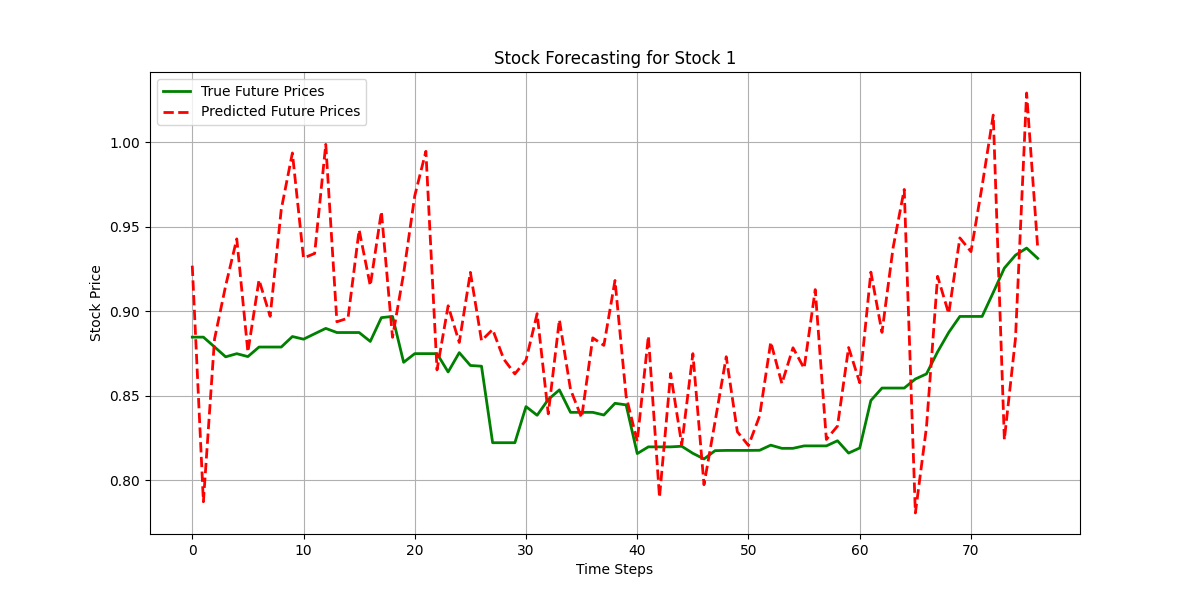 Stock Forecasting for Stock 1
True Future Prices
Predicted Future Prices
Stock Price
1.00
0.95
0.90
0.85
0.80
0 10 20 30 40 50 60 70
Time Steps